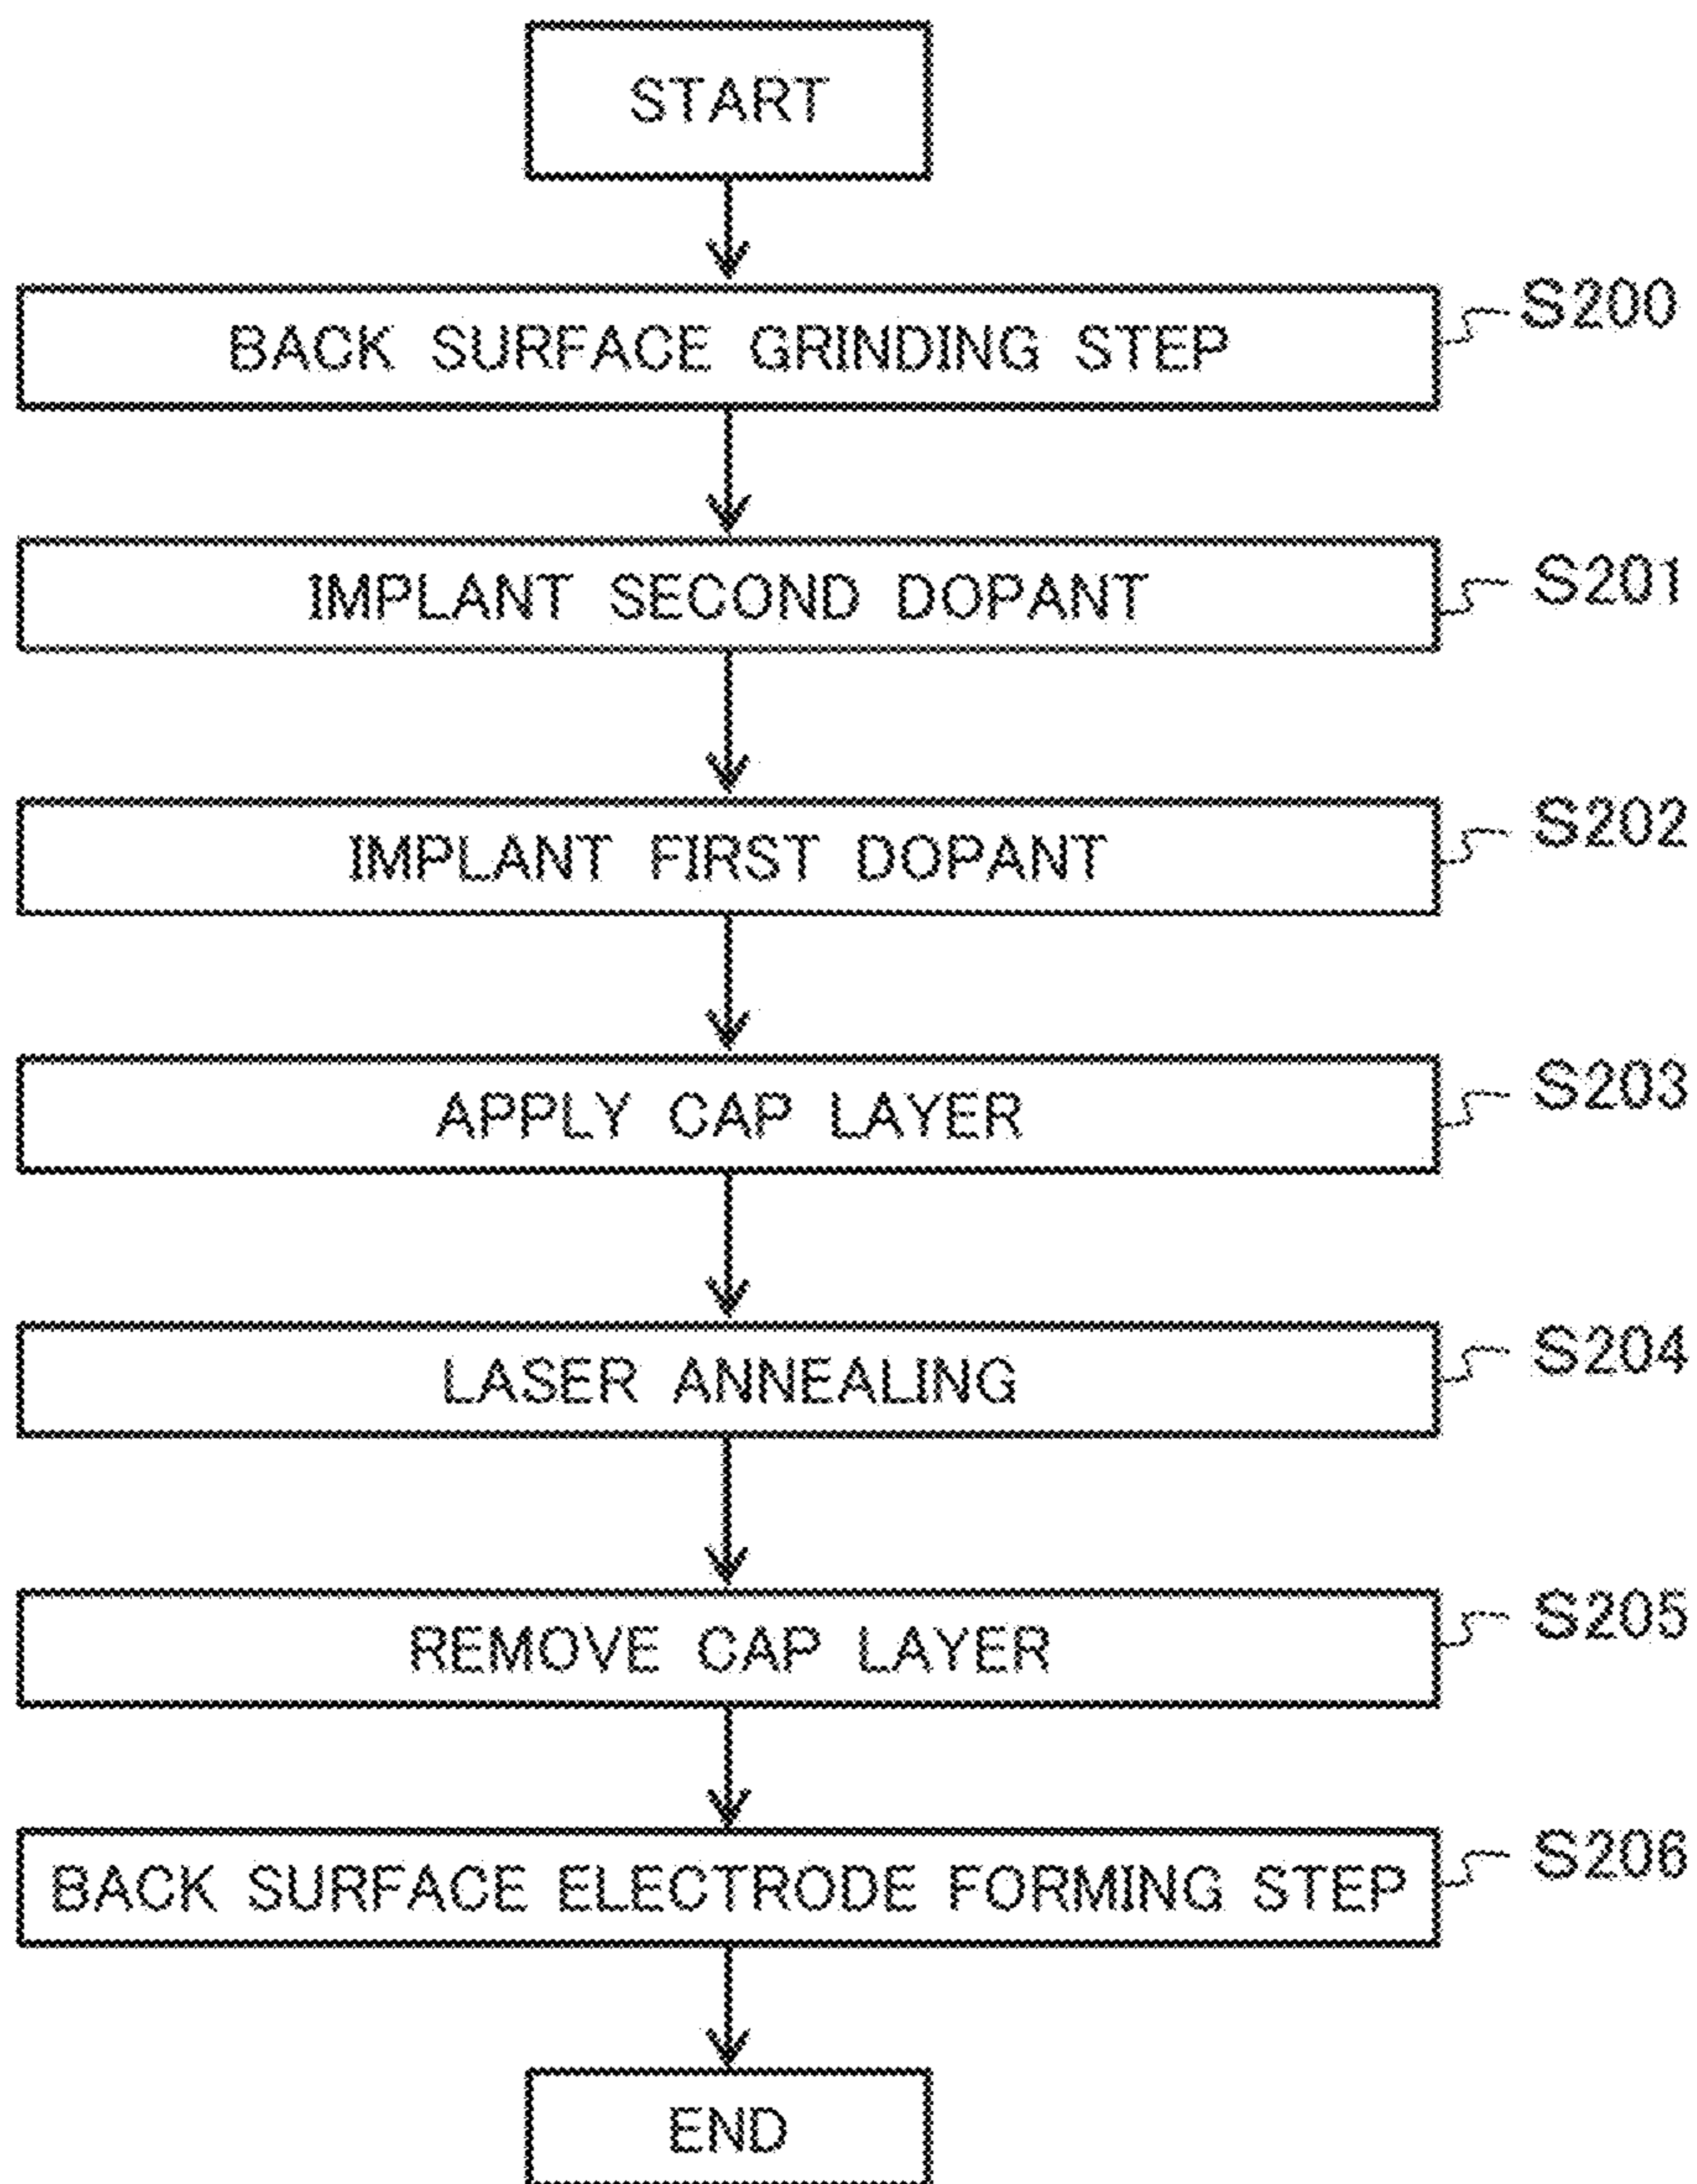 START
BACK SURFACE GRINDING STEP S200
IMPLANT SECOND DOPANT S201
IMPLANT FIRST DOPANT S202
APPLY CAP LAYER S203
LASER ANNEALING S204
REMOVE CAP LAYER S205
BACK SURFACE ELECTRODE FORMING STEP S206
END